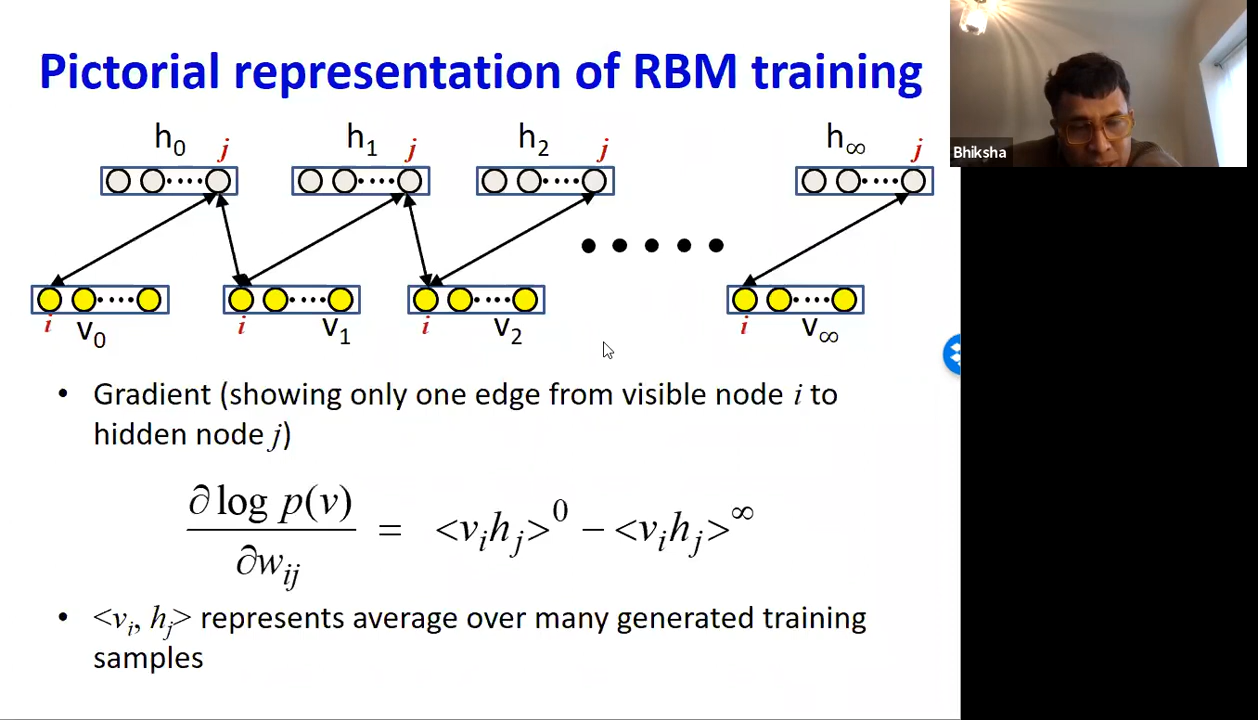 Pictorial representation of RBM training
h0 j h1 j h2 j h∞ j
i v0 i v1 i v2 i v∞
Bhiksha
• Gradient (showing only one edge from visible node i to
hidden node j)
∂ log p(v) / ∂wij = <vihj>^0 − <vihj>^∞
• <vi, hj> represents average over many generated training
samples